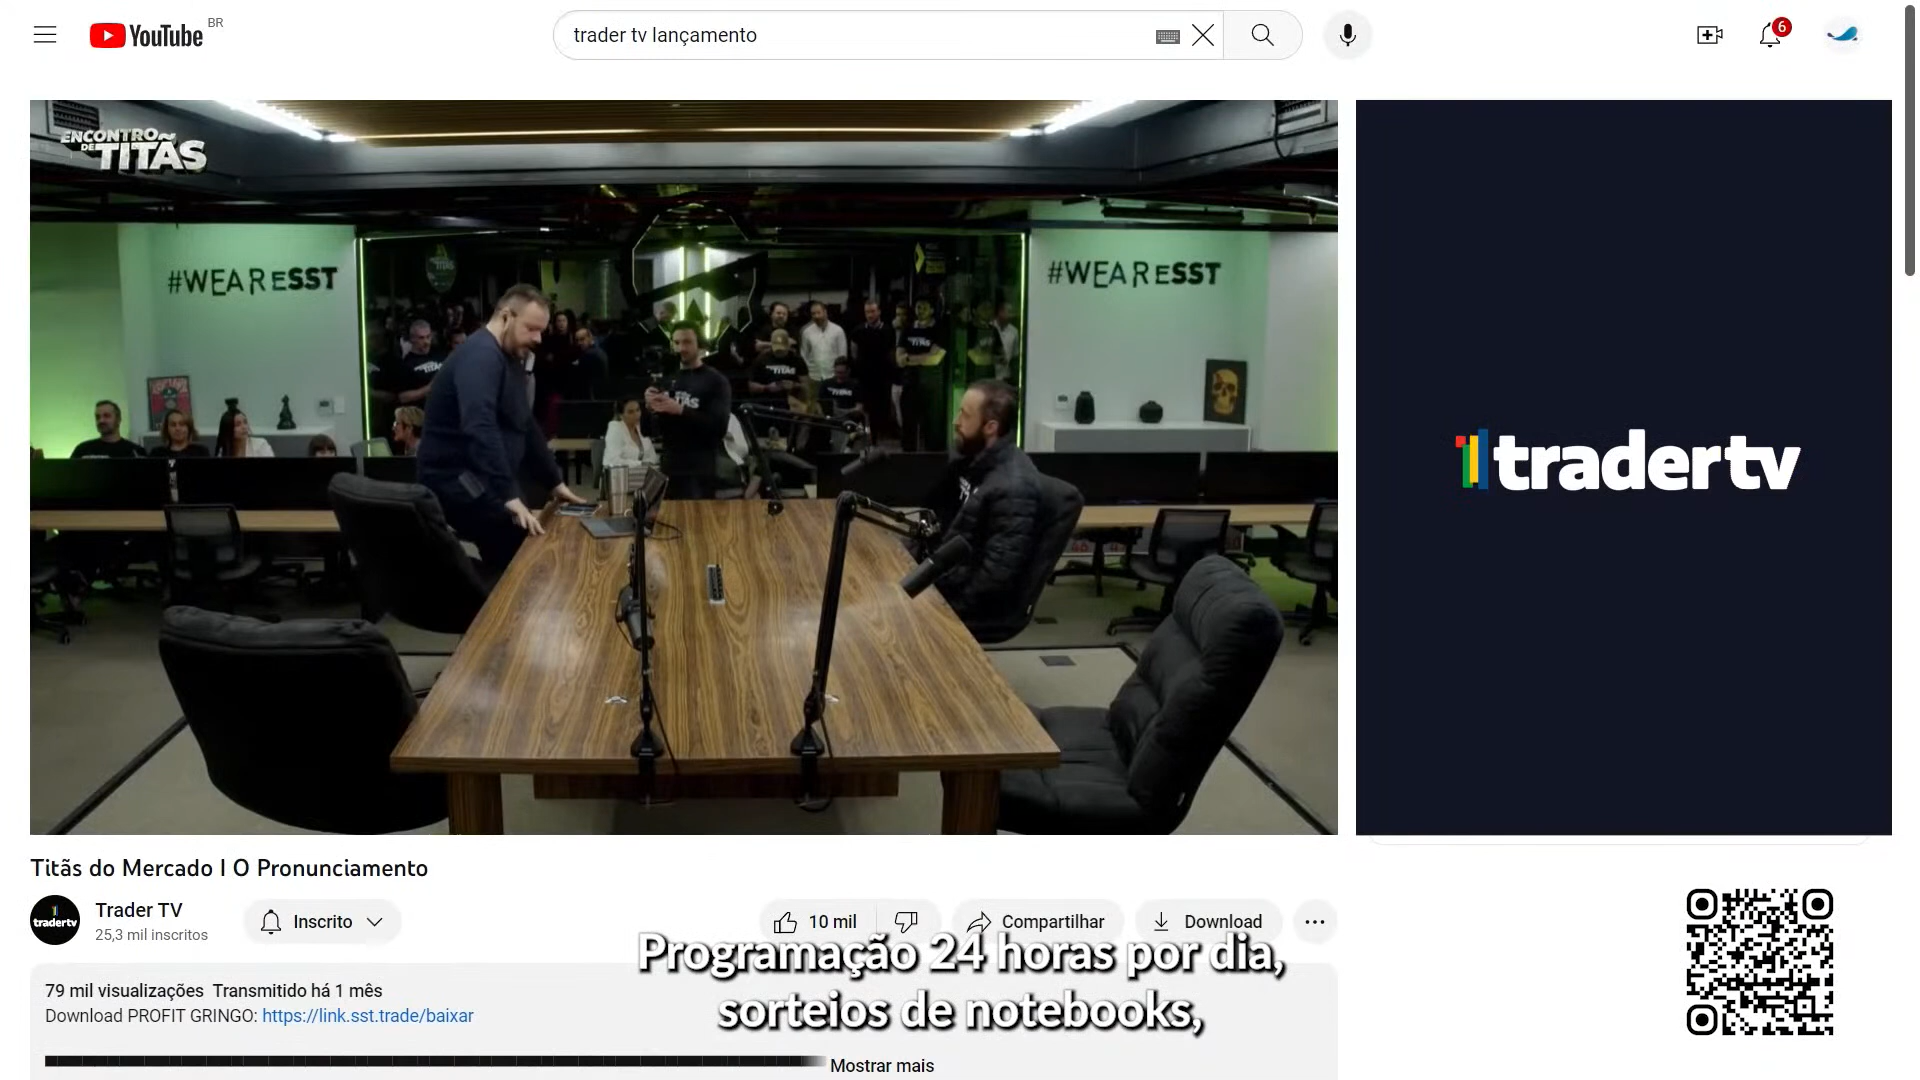 YouTube BR
trader tv lançamento
6
ENCONTRO
DE TITÃS
#WEARESST
#WEARESST
TITÃS
tradertv
Titãs do Mercado I O Pronunciamento
tradertv
Trader TV
25,3 mil inscritos
Inscrito
10 mil
Compartilhar
Download
79 mil visualizações Transmitido há 1 mês
Download PROFIT GRINGO: https://link.sst.trade/baixar
Mostrar mais
Programação 24 horas por dia,
sorteios de notebooks,